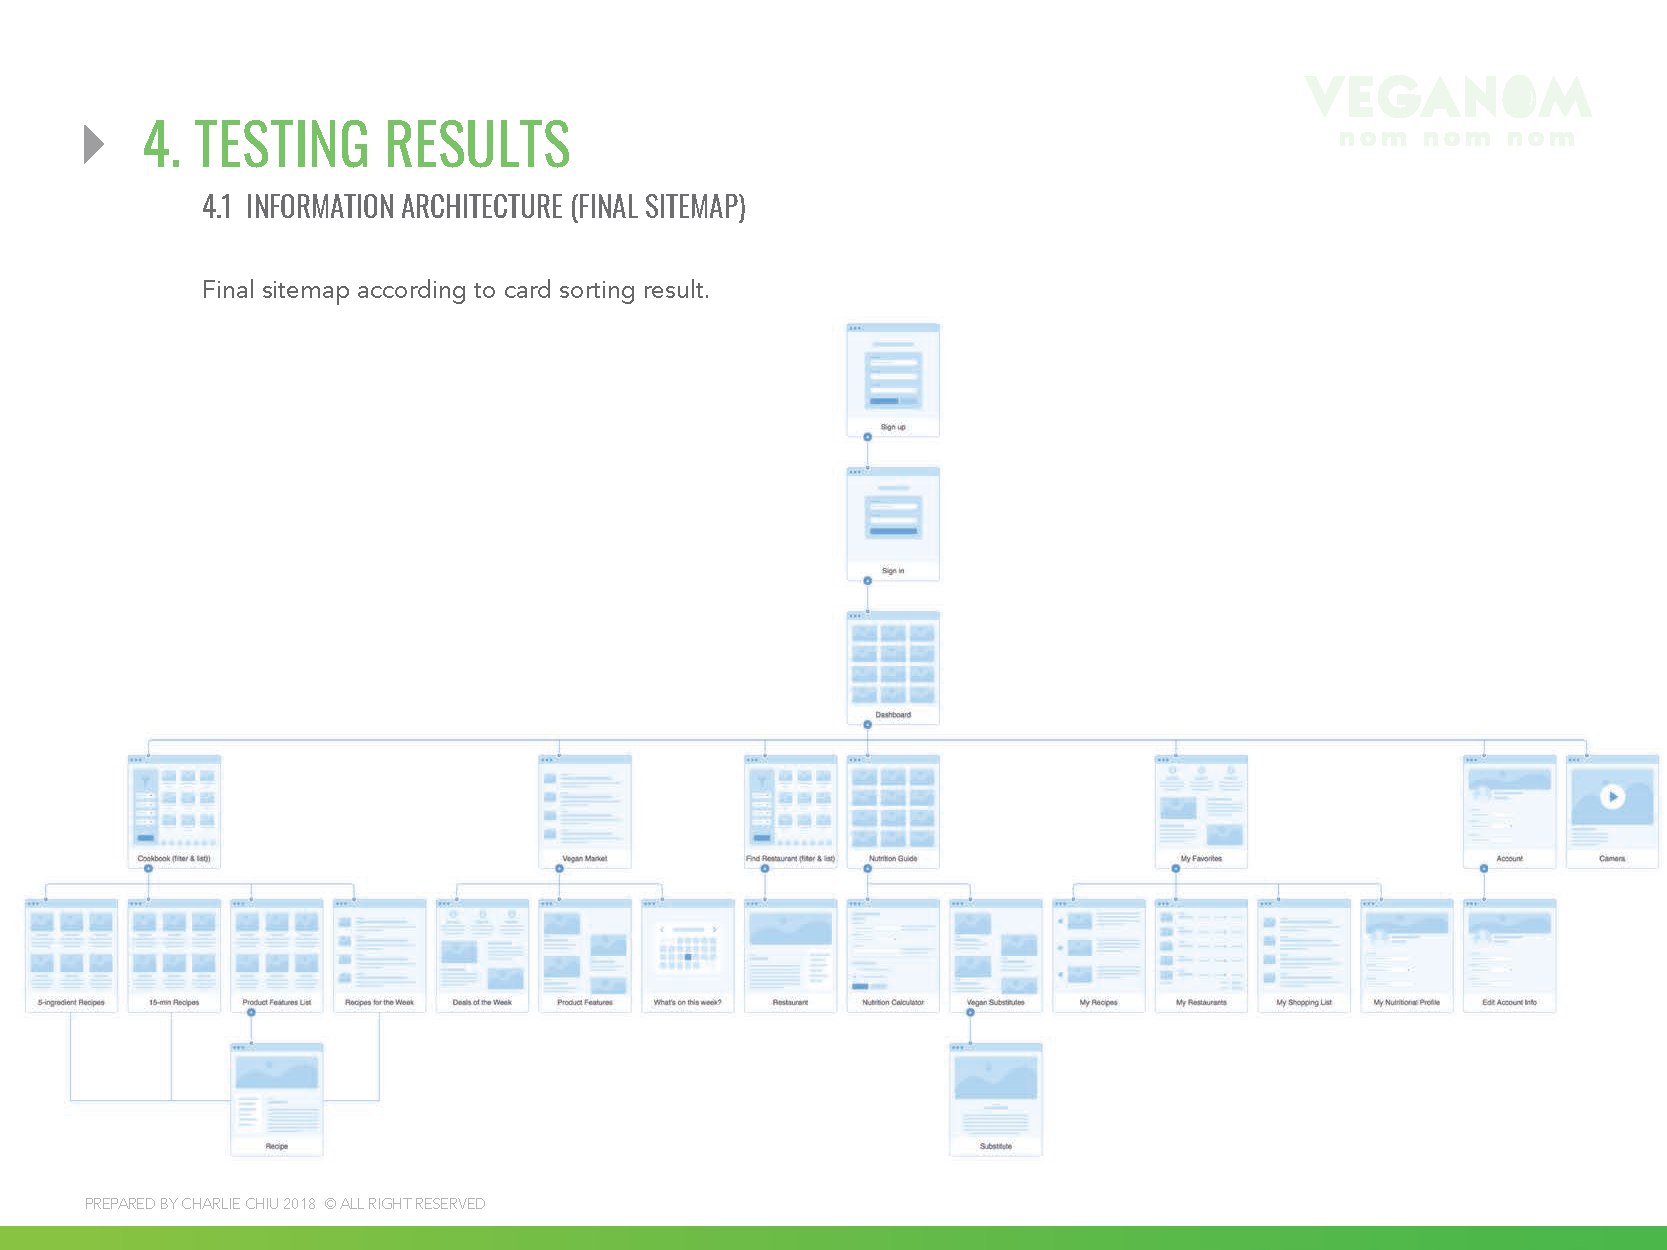 VEGANOM
nom nom nom
4. TESTING RESULTS
4.1 INFORMATION ARCHITECTURE (FINAL SITEMAP)
Final sitemap according to card sorting result.
Sign up
Sign in
Dashboard
Cookbook (filter & list))
Vegan Market
Find Restaurant (filter & list)
Nutrition Guide
My Favorites
Account
Camera
5-ingredient Recipes
15-min Recipes
Product Features List
Recipes for the Week
Deals of the Week
Product Features
What's on this week?
Restaurant
Nutrition Calculator
Vegan Substitutes
My Recipes
My Restaurants
My Shopping List
My Nutritional Profile
Edit Account Info
Recipe
Substitute
PREPARED BY CHARLIE CHIU 2018 © ALL RIGHT RESERVED